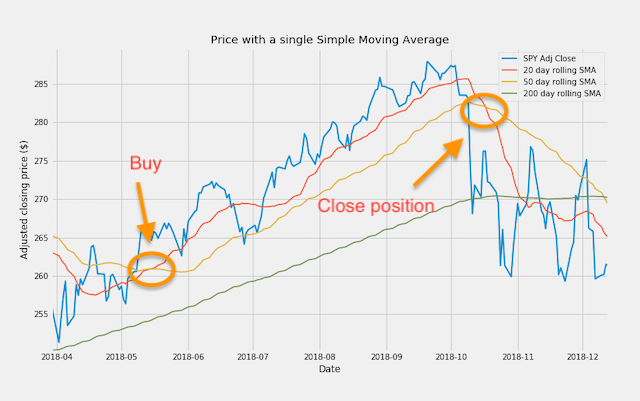 Price with a single Simple Moving Average
SPY Adj Close
20 day rolling SMA
50 day rolling SMA
200 day rolling SMA
285
280
275
270
265
260
255
Adjusted closing price ($)
Buy
Close position
2018-04
2018-05
2018-06
2018-07
2018-08
2018-09
2018-10
2018-11
2018-12
Date